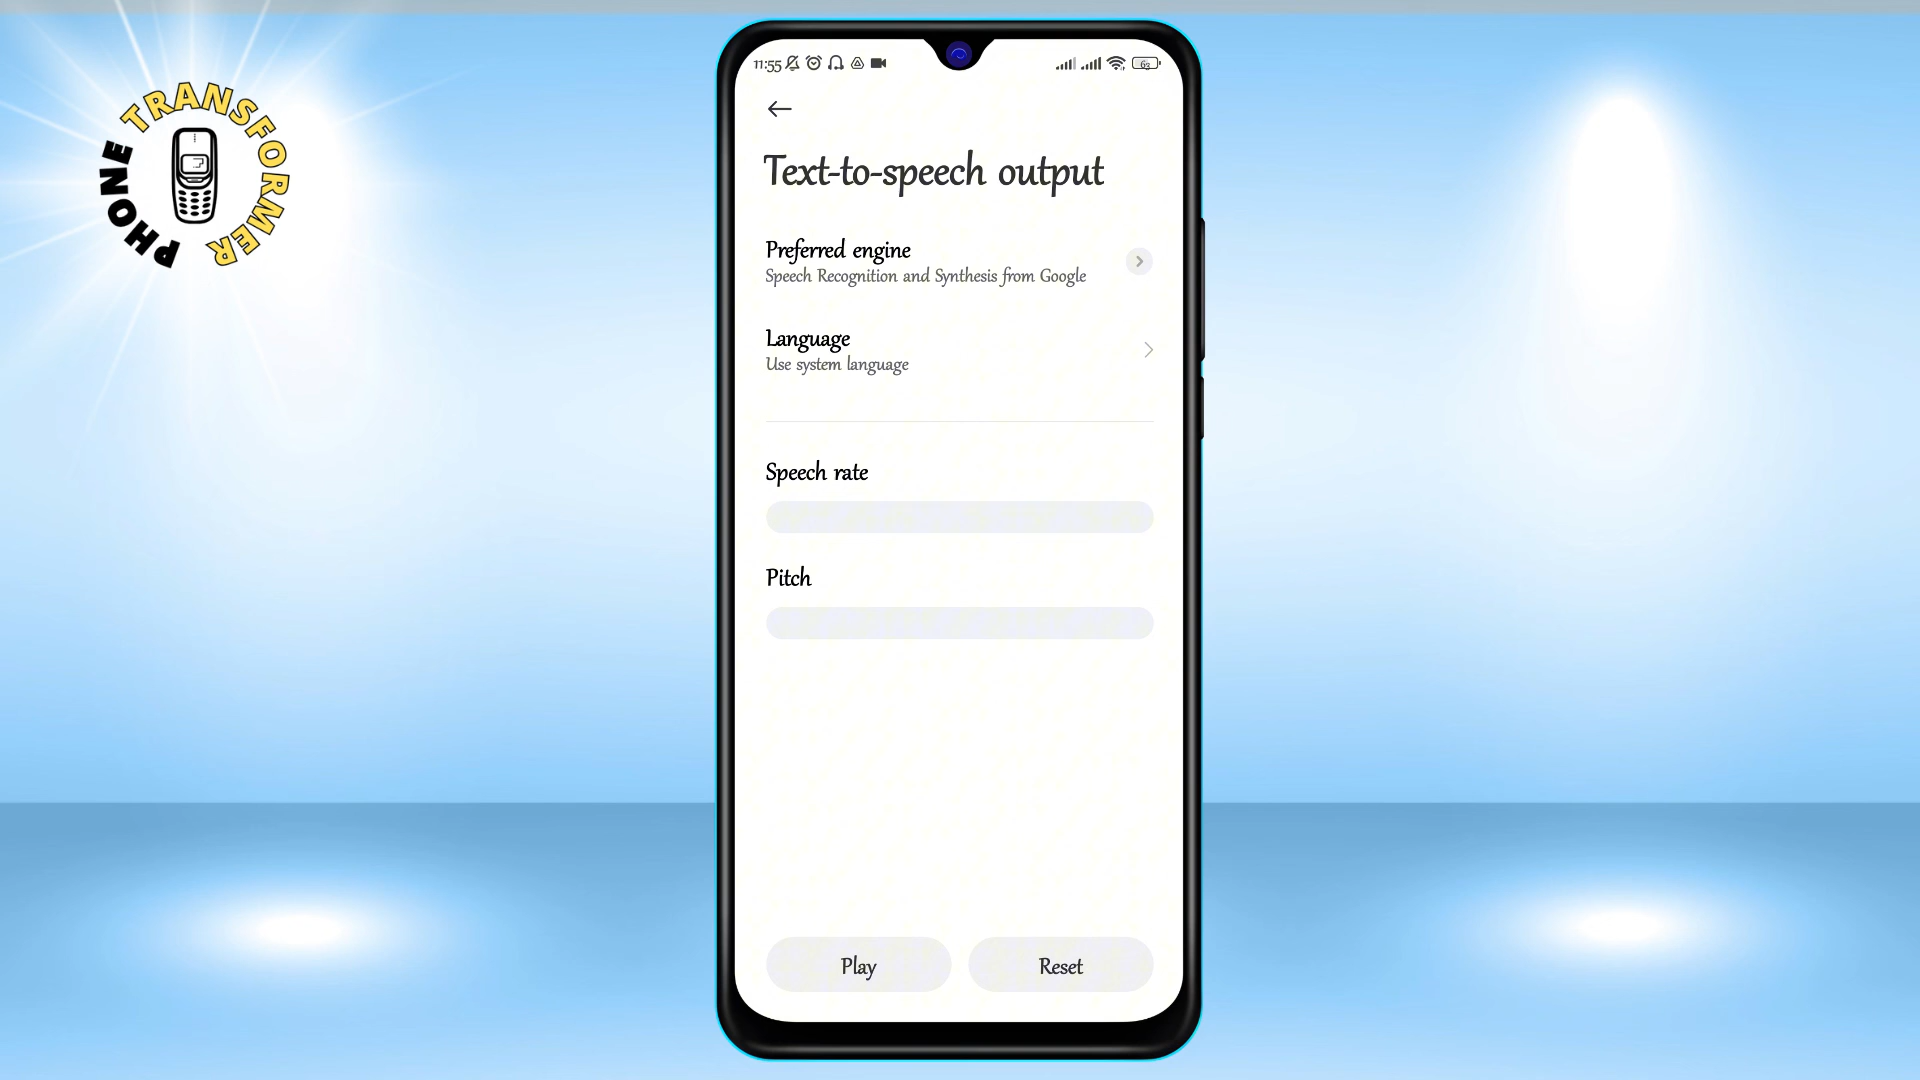 PHONE TRANSFORMER
11:55
63
Text-to-speech output
Preferred engine
Speech Recognition and Synthesis from Google
Language
Use system language
Speech rate
Pitch
Play
Reset